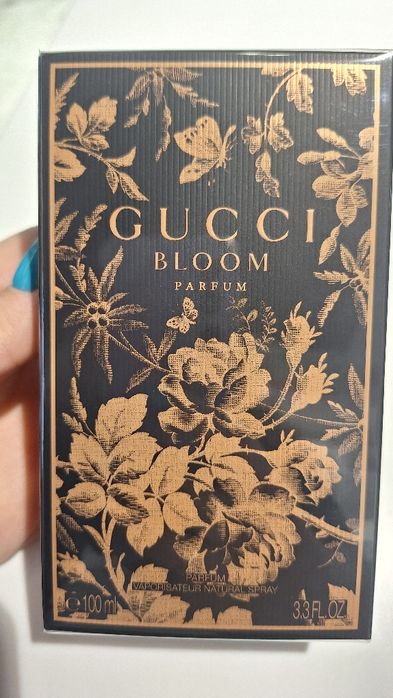 GUCCI
BLOOM
PARFUM
PARFUM
VAPORISATEUR NATURAL SPRAY
℮ 100 ml 3.3 FL.OZ.